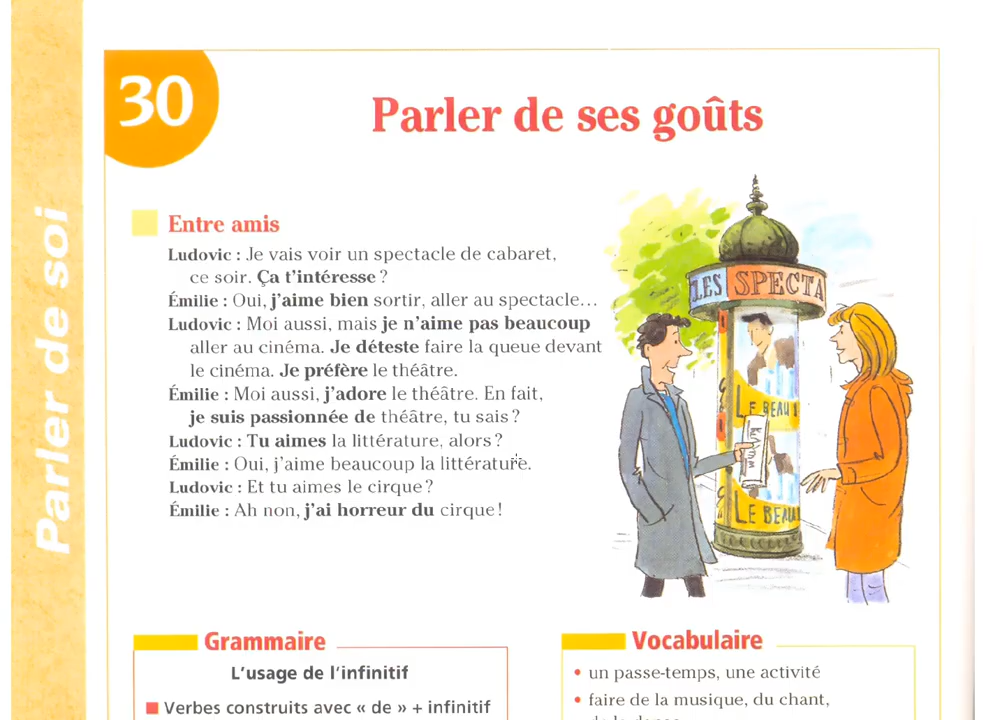 Parler de soi
30
Parler de ses goûts
Entre amis
Ludovic : Je vais voir un spectacle de cabaret,
ce soir. Ça t'intéresse ?
Émilie : Oui, j'aime bien sortir, aller au spectacle…
Ludovic : Moi aussi, mais je n'aime pas beaucoup
aller au cinéma. Je déteste faire la queue devant
le cinéma. Je préfère le théâtre.
Émilie : Moi aussi, j'adore le théâtre. En fait,
je suis passionnée de théâtre, tu sais ?
Ludovic : Tu aimes la littérature, alors ?
Émilie : Oui, j'aime beaucoup la littérature.
Ludovic : Et tu aimes le cirque ?
Émilie : Ah non, j'ai horreur du cirque !
LES SPECTA
LE BEAU
LE BEAU
Grammaire
L'usage de l'infinitif
Verbes construits avec « de » + infinitif
Vocabulaire
• un passe-temps, une activité
• faire de la musique, du chant,